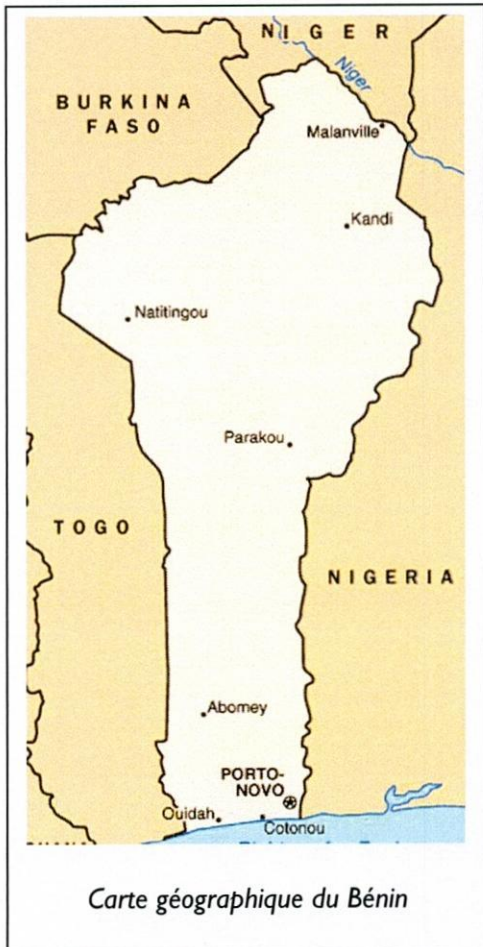 NIGER
Niger
BURKINA
FASO
Malanville
Kandi
Natitingou
Parakou
TOGO
NIGERIA
Abomey
PORTO-
NOVO
Ouidah
Cotonou
Carte géographique du Bénin